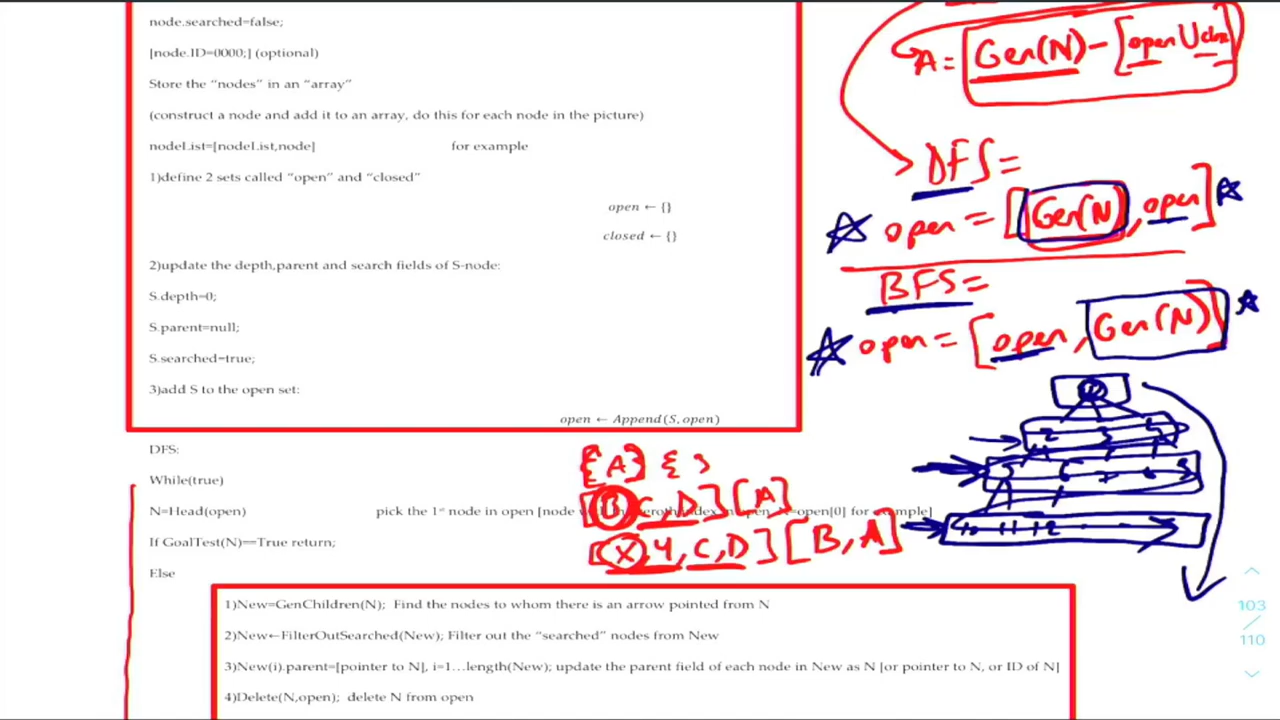 node.searched=false;
[node.ID=0000;] (optional)
Store the “nodes” in an “array”
(construct a node and add it to an array, do this for each node in the picture)
nodeList=[nodeList,node] for example
1)define 2 sets called “open” and “closed”
open ← {}
closed ← {}
2)update the depth,parent and search fields of S-node:
S.depth=0;
S.parent=null;
S.searched=true;
3)add S to the open set:
open ← Append(S, open)
DFS:
While(true)
N=Head(open) pick the 1st node in open [node index in open, N=open[0] for example]
If GoalTest(N)==True return;
Else
1)New=GenChildren(N); Find the nodes to whom there is an arrow pointed from N
2)New←FilterOutSearched(New); Filter out the “searched” nodes from New
3)New(i).parent=[pointer to N], i=1…length(New); update the parent field of each node in New as N [or pointer to N, or ID of N]
4)Delete(N,open); delete N from open
A = Gen(N) - [open U
DFS=
open = [Gen(N), open]
BFS=
open = [open, Gen(N)]
{A} { }
[B, C, D] [A]
[X, Y, C, D] [B, A]
103
/
110